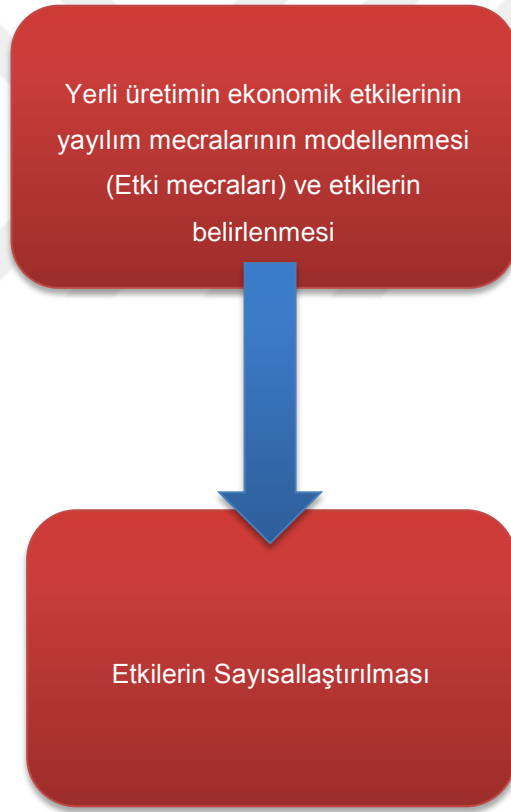 Yerli üretimin ekonomik etkilerinin
yayılım mecralarının modellenmesi
(Etki mecraları) ve etkilerin
belirlenmesi
Etkilerin Sayısallaştırılması